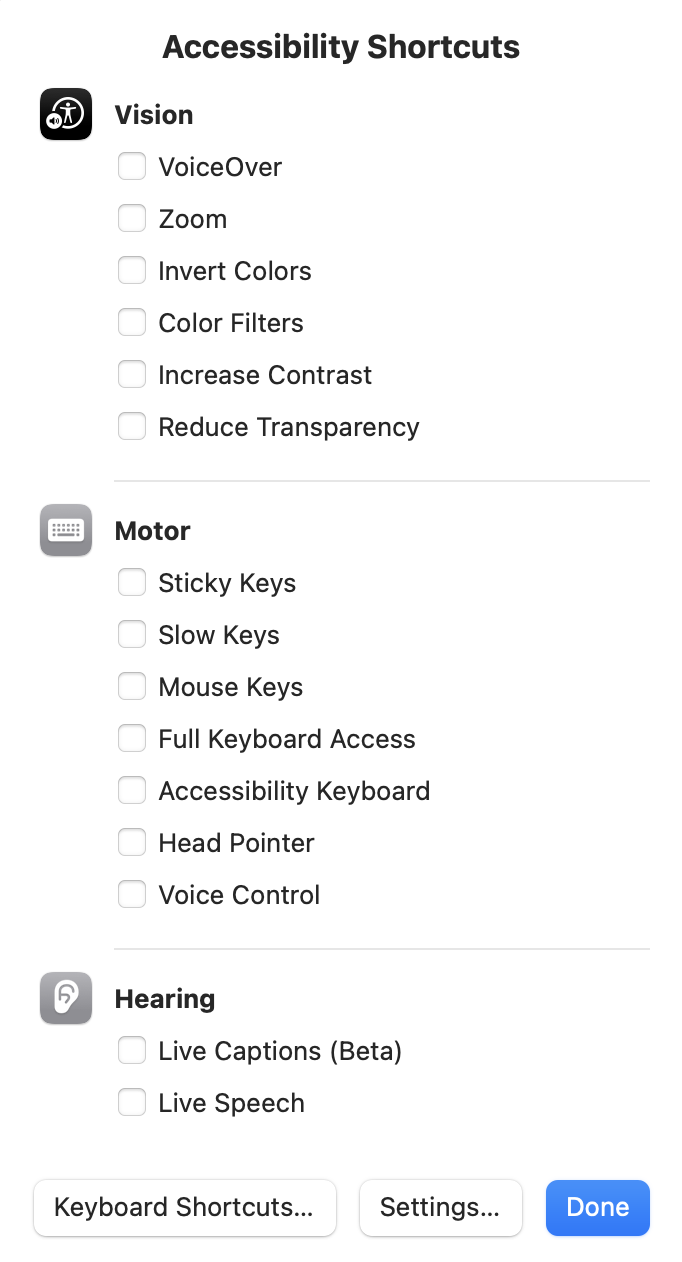 Accessibility Shortcuts
Vision
VoiceOver
Zoom
Invert Colors
Color Filters
Increase Contrast
Reduce Transparency
Motor
Sticky Keys
Slow Keys
Mouse Keys
Full Keyboard Access
Accessibility Keyboard
Head Pointer
Voice Control
Hearing
Live Captions (Beta)
Live Speech
Keyboard Shortcuts... Settings... Done